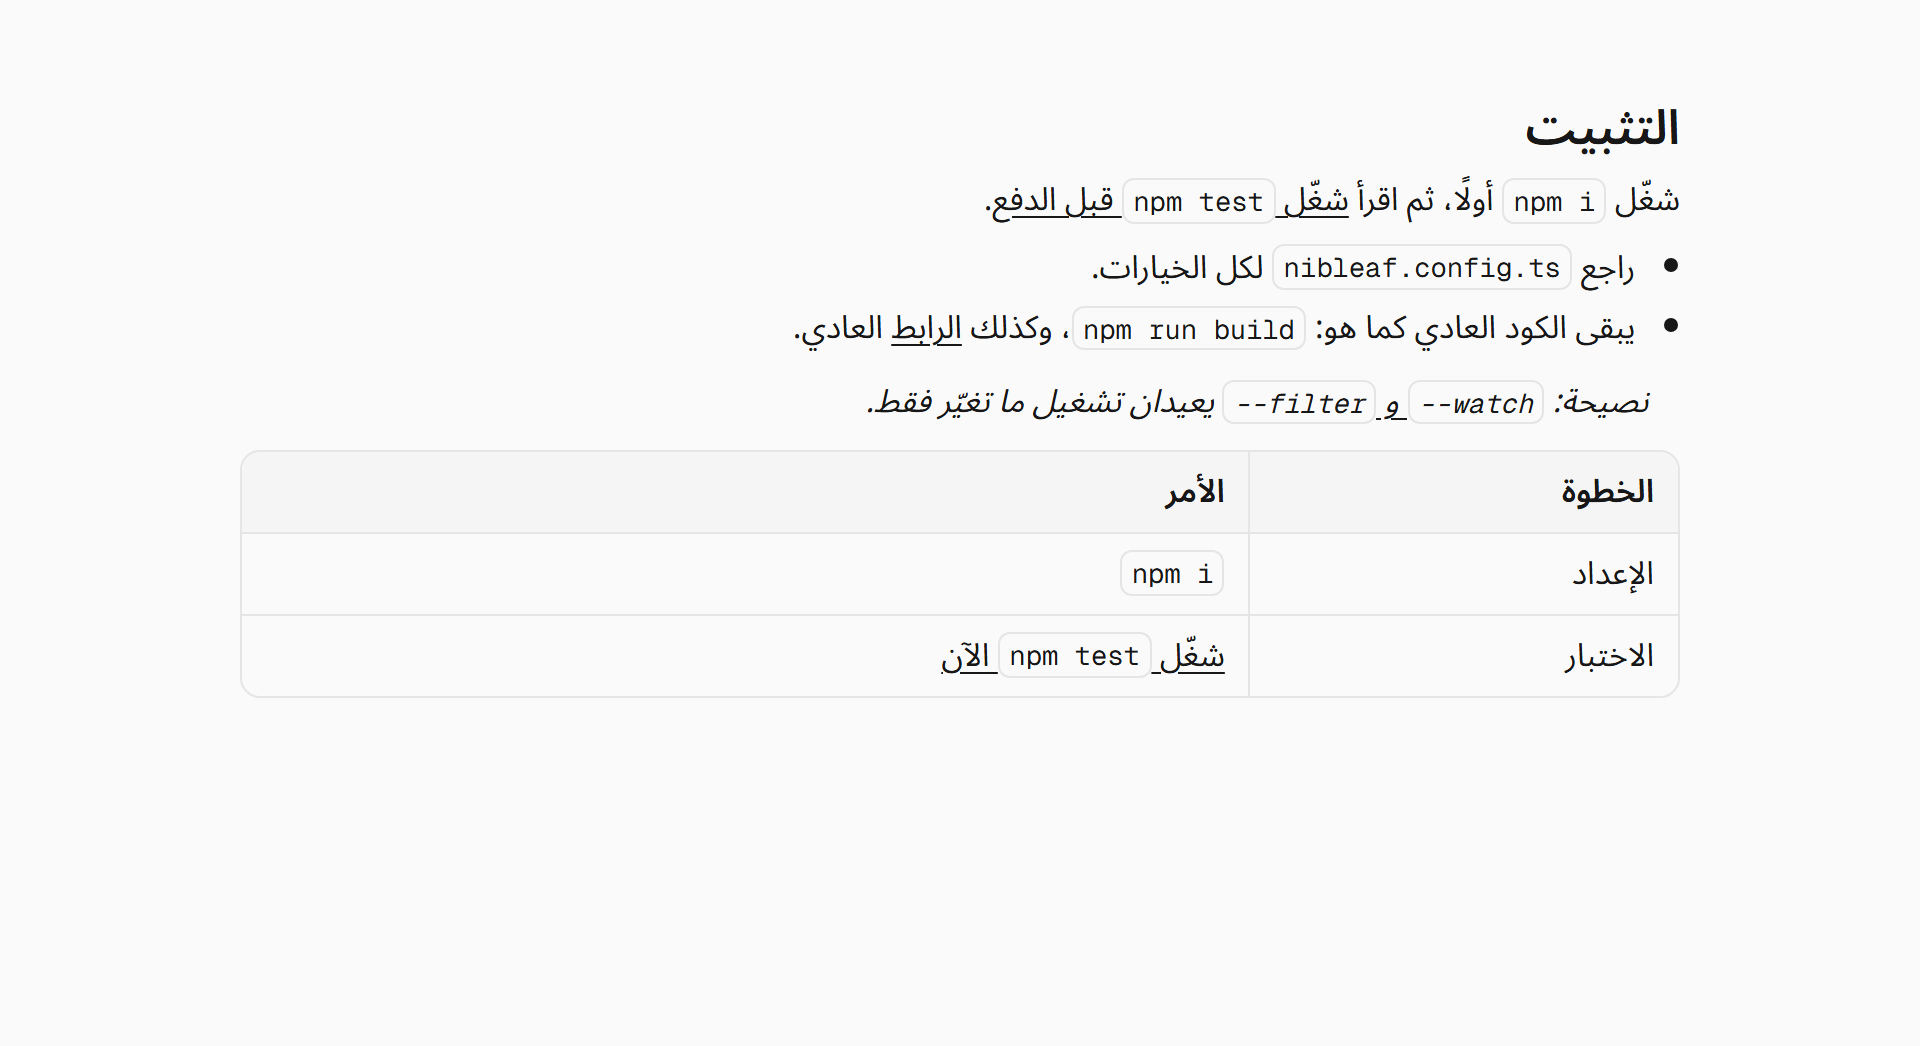 التثبيت
شغّل npm i أولًا، ثم اقرأ شغّل npm test قبل الدفع.
راجع nibleaf.config.ts لكل الخيارات.
يبقى الكود العادي كما هو: npm run build، وكذلك الرابط العادي.
نصيحة: --watch و --filter يعيدان تشغيل ما تغيّر فقط.
الخطوة الأمر
الإعداد npm i
الاختبار شغّل npm test الآن